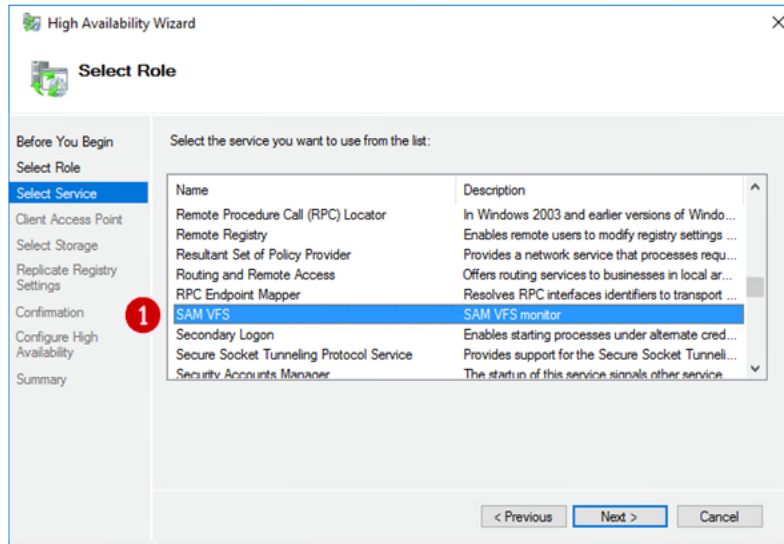 High Availability Wizard
Select Role
Before You Begin
Select Role
Select Service
Client Access Point
Select Storage
Replicate Registry
Settings
Confirmation
Configure High
Availability
Summary
Select the service you want to use from the list:
Name Description
Remote Procedure Call (RPC) Locator In Windows 2003 and earlier versions of Windo...
Remote Registry Enables remote users to modify registry settings ...
Resultant Set of Policy Provider Provides a network service that processes requ...
Routing and Remote Access Offers routing services to businesses in local ar...
RPC Endpoint Mapper Resolves RPC interfaces identifiers to transport ...
1 SAM VFS SAM VFS monitor
Secondary Logon Enables starting processes under alternate cred...
Secure Socket Tunneling Protocol Service Provides support for the Secure Socket Tunneli...
Security Accounts Manager The startup of this service signals other service
< Previous Next > Cancel